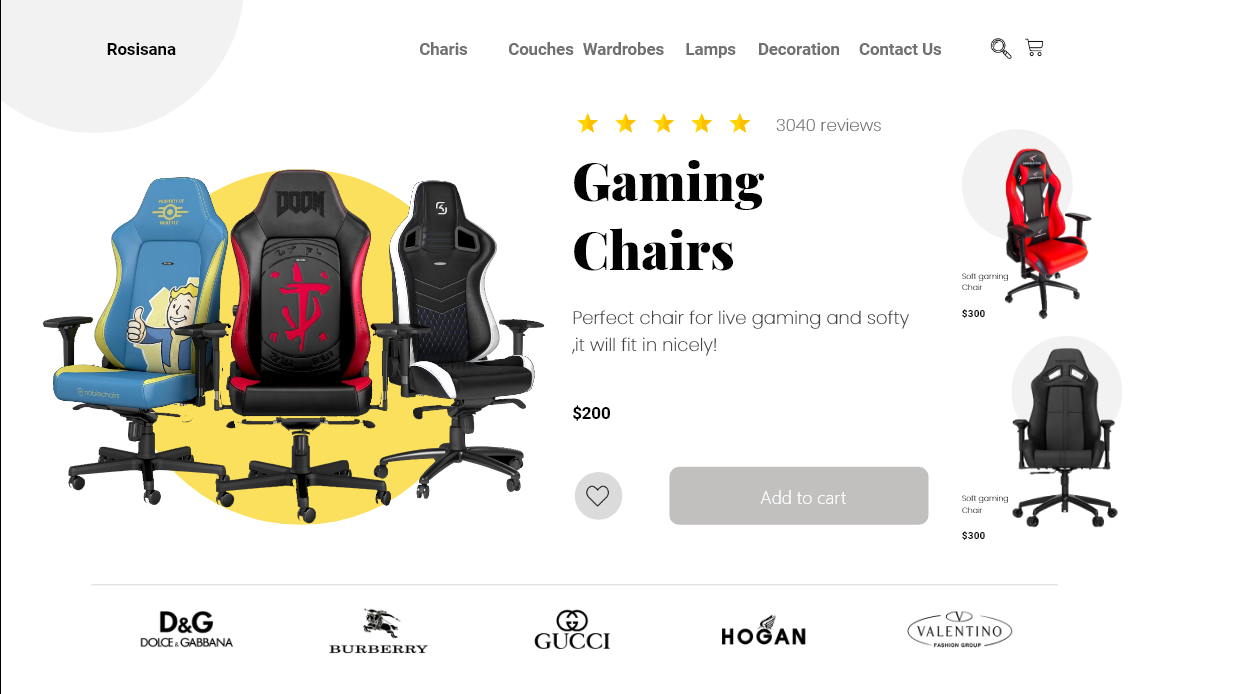 Rosisana
Charis Couches Wardrobes Lamps Decoration Contact Us
3040 reviews
Gaming
Chairs
Perfect chair for live gaming and softy
,it will fit in nicely!
$200
Add to cart
Soft gaming
Chair
$300
Soft gaming
Chair
$300
DOOM
noblechairs
D&G
DOLCE & GABBANA
BURBERRY
GUCCI
HOGAN
VALENTINO
FASHION GROUP